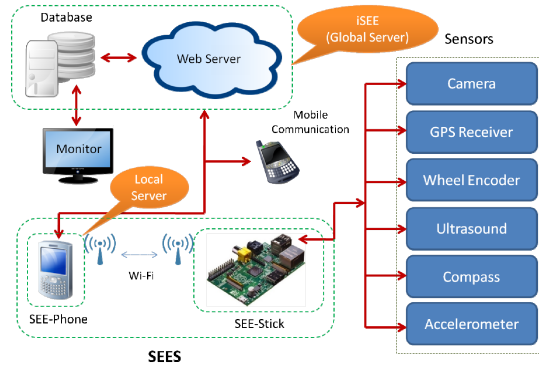 Database
iSEE
(Global Server)
Sensors
Web Server
Camera
Mobile
Communication
GPS Receiver
Monitor
Wheel Encoder
Local
Server
Ultrasound
Wi-Fi
Compass
SEE-Phone
SEE-Stick
Accelerometer
SEES